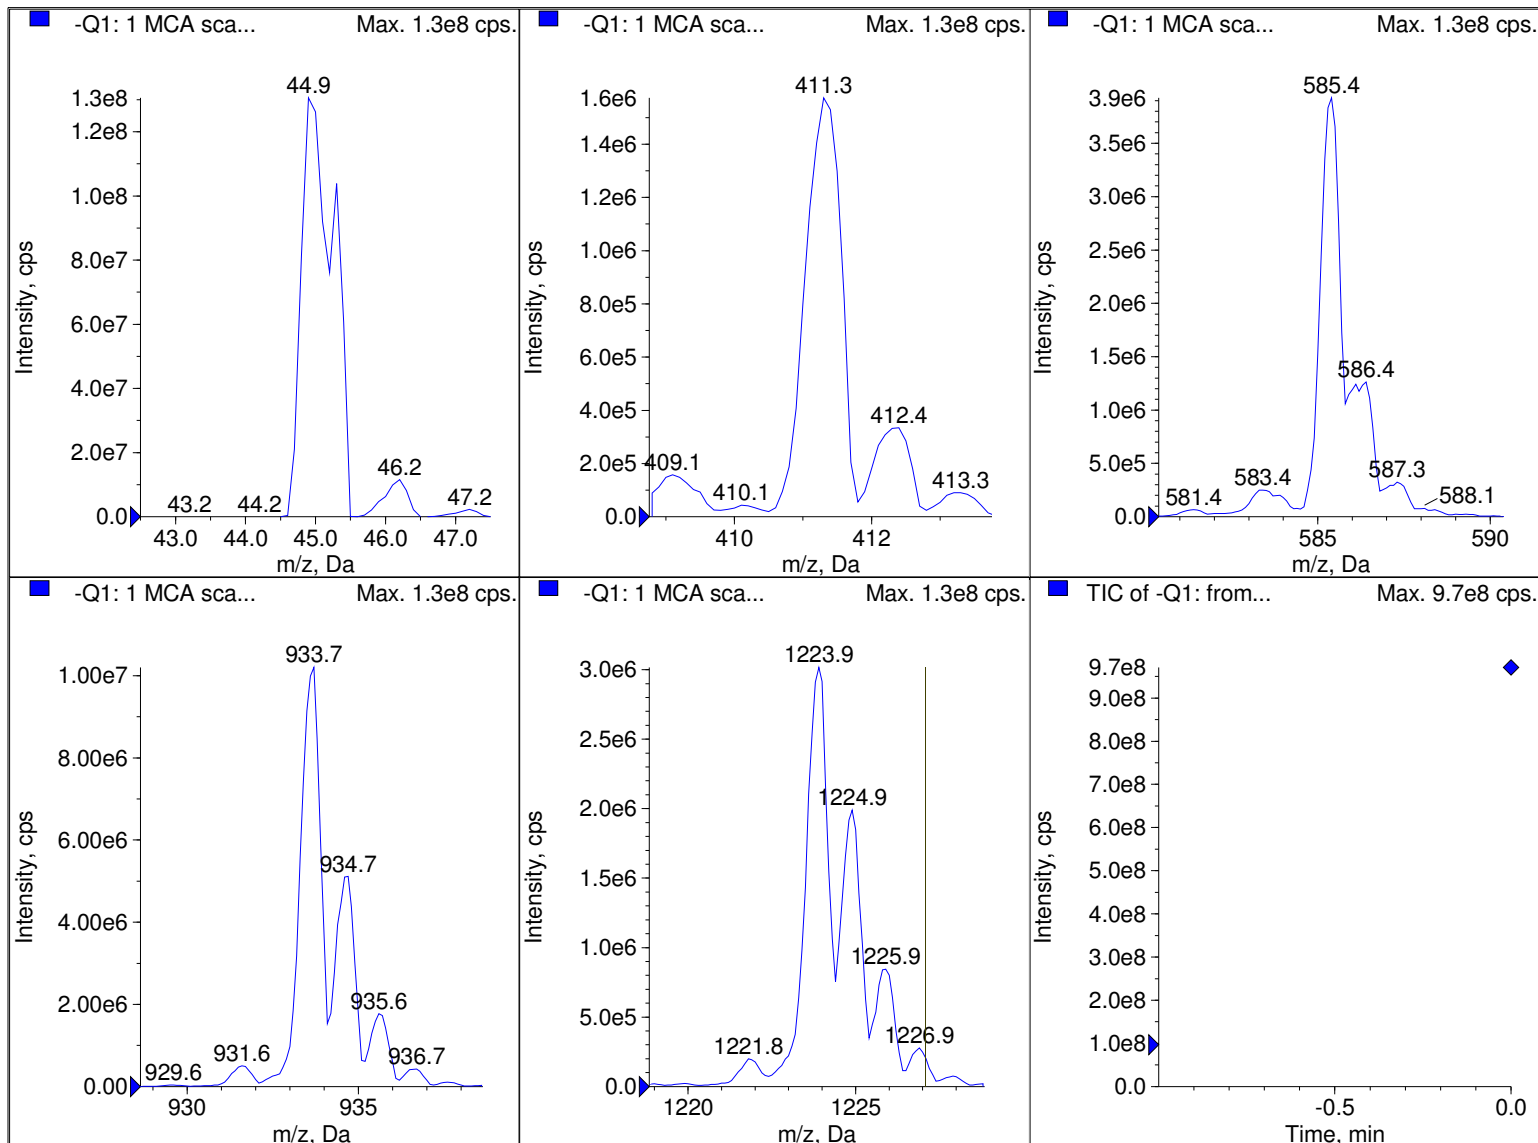 -Q1: 1 MCA sca... Max. 1.3e8 cps.
44.9
1.3e8
1.2e8
1.0e8
8.0e7
6.0e7
4.0e7
2.0e7
0.0
43.2
44.2
46.2
47.2
43.0 44.0 45.0 46.0 47.0
m/z, Da
Intensity, cps
-Q1: 1 MCA sca... Max. 1.3e8 cps.
411.3
1.6e6
1.4e6
1.2e6
1.0e6
8.0e5
6.0e5
4.0e5
2.0e5
0.0
409.1
410.1
412.4
413.3
410 412
m/z, Da
Intensity, cps
-Q1: 1 MCA sca... Max. 1.3e8 cps.
585.4
3.9e6
3.5e6
3.0e6
2.5e6
2.0e6
1.5e6
1.0e6
5.0e5
0.0
581.4
583.4
586.4
587.3
588.1
585 590
m/z, Da
Intensity, cps
-Q1: 1 MCA sca... Max. 1.3e8 cps.
933.7
1.00e7
8.00e6
6.00e6
4.00e6
2.00e6
0.00
929.6
931.6
934.7
935.6
936.7
930 935
m/z, Da
Intensity, cps
-Q1: 1 MCA sca... Max. 1.3e8 cps.
1223.9
3.0e6
2.5e6
2.0e6
1.5e6
1.0e6
5.0e5
0.0
1221.8
1224.9
1225.9
1226.9
1220 1225
m/z, Da
Intensity, cps
TIC of -Q1: from... Max. 9.7e8 cps.
9.7e8
9.0e8
8.0e8
7.0e8
6.0e8
5.0e8
4.0e8
3.0e8
2.0e8
1.0e8
0.0
-0.5 0.0
Time, min
Intensity, cps